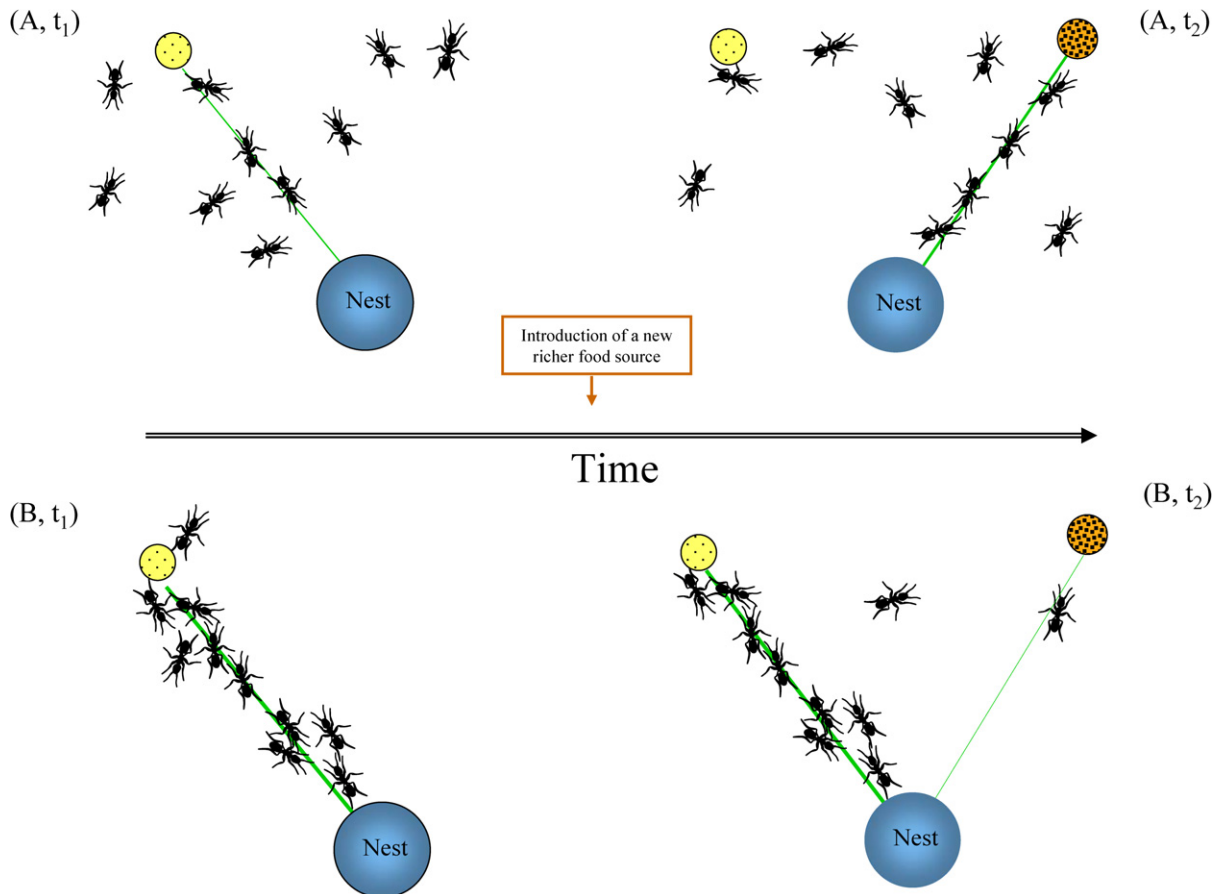 (A, t₁)
(A, t₂)
Nest
Nest
Introduction of a new
richer food source
Time
(B, t₁)
(B, t₂)
Nest
Nest